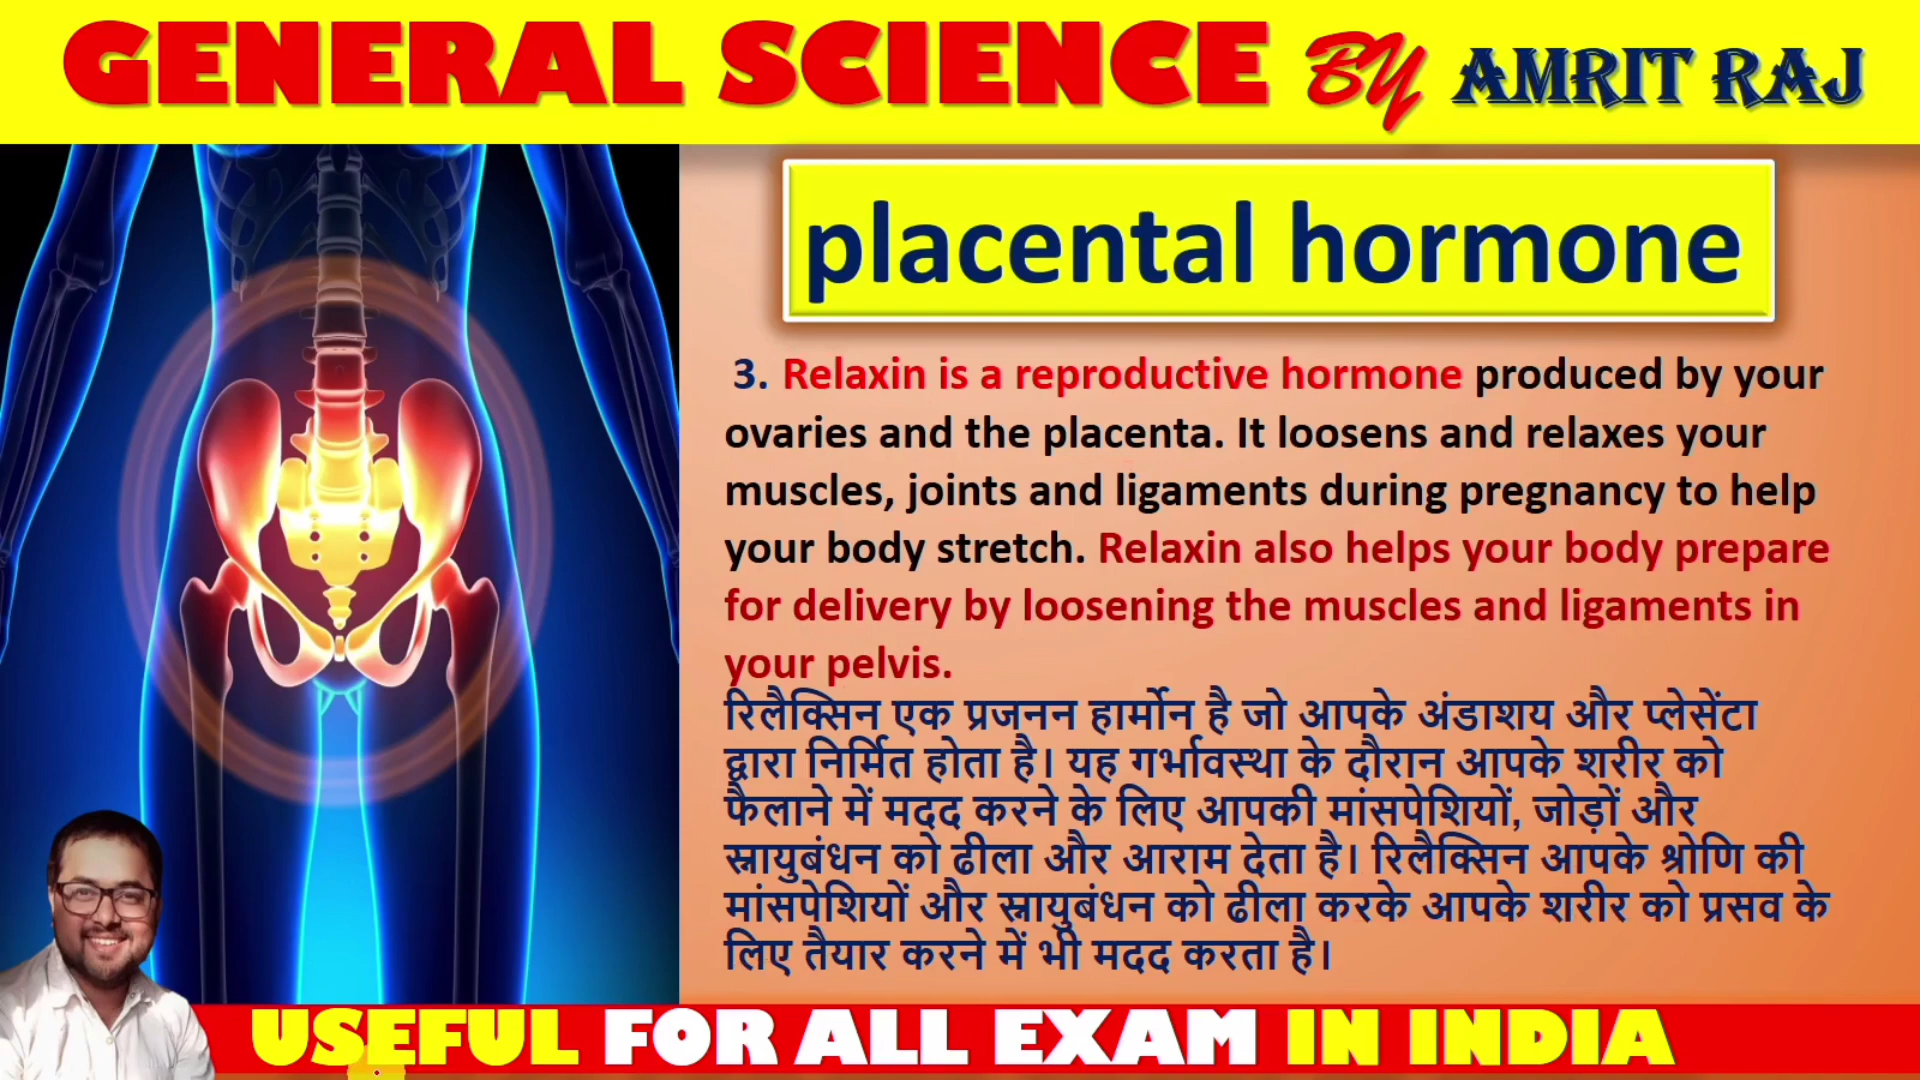 GENERAL SCIENCE BY AMRIT RAJ
placental hormone
3. Relaxin is a reproductive hormone produced by your
ovaries and the placenta. It loosens and relaxes your
muscles, joints and ligaments during pregnancy to help
your body stretch. Relaxin also helps your body prepare
for delivery by loosening the muscles and ligaments in
your pelvis.
रिलैक्सिन एक प्रजनन हार्मोन है जो आपके अंडाशय और प्लेसेंटा
द्वारा निर्मित होता है। यह गर्भावस्था के दौरान आपके शरीर को
फैलाने में मदद करने के लिए आपकी मांसपेशियों, जोड़ों और
स्नायुबंधन को ढीला और आराम देता है। रिलैक्सिन आपके श्रोणि की
मांसपेशियों और स्नायुबंधन को ढीला करके आपके शरीर को प्रसव के
लिए तैयार करने में भी मदद करता है।
USEFUL FOR ALL EXAM IN INDIA